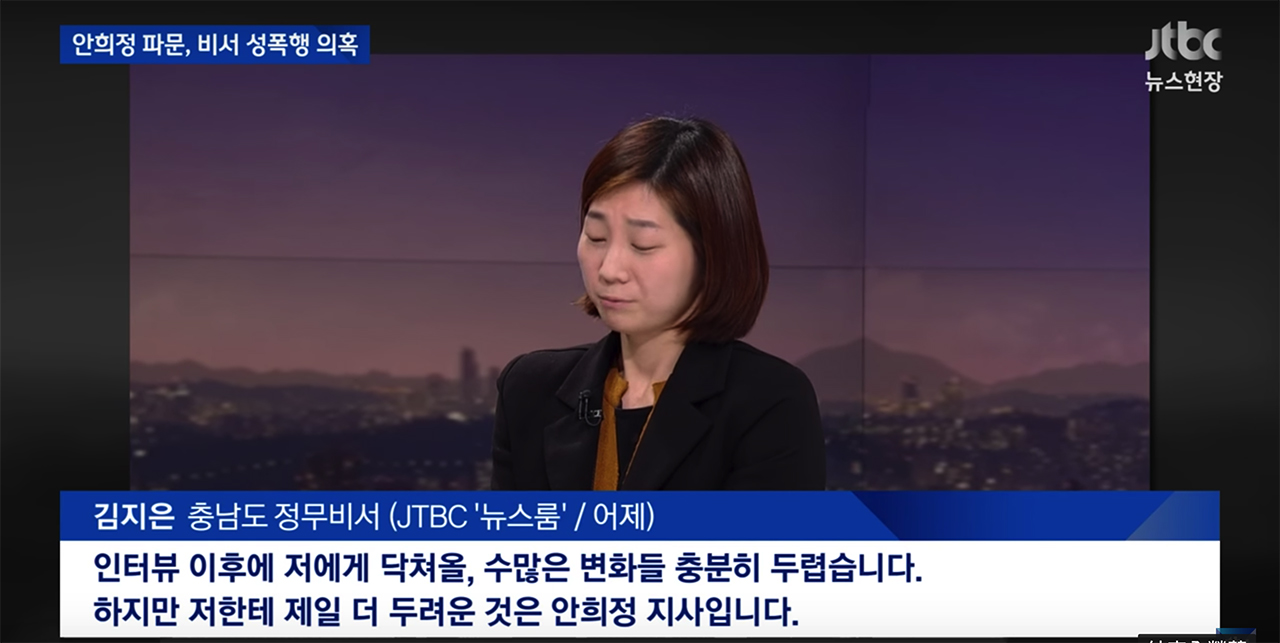 안희정 파문, 비서 성폭행 의혹
jtbc
뉴스현장
김지은 충남도 정무비서 (JTBC '뉴스룸' / 어제)
인터뷰 이후에 저에게 닥쳐올, 수많은 변화들 충분히 두렵습니다.
하지만 저한테 제일 더 두려운 것은 안희정 지사입니다.